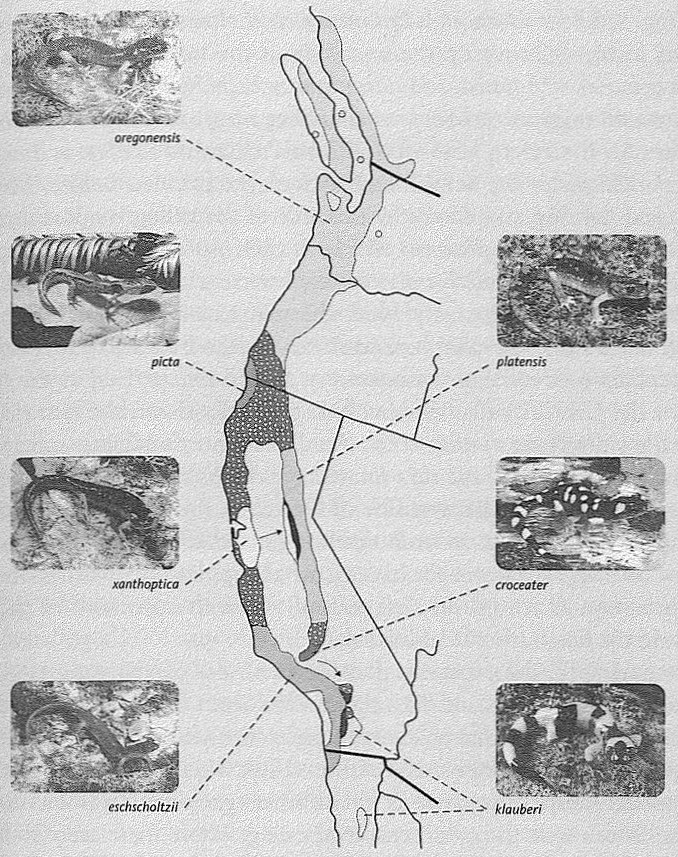 oregonensis
picta
platensis
xanthoptica
croceater
eschscholtzii
klauberi